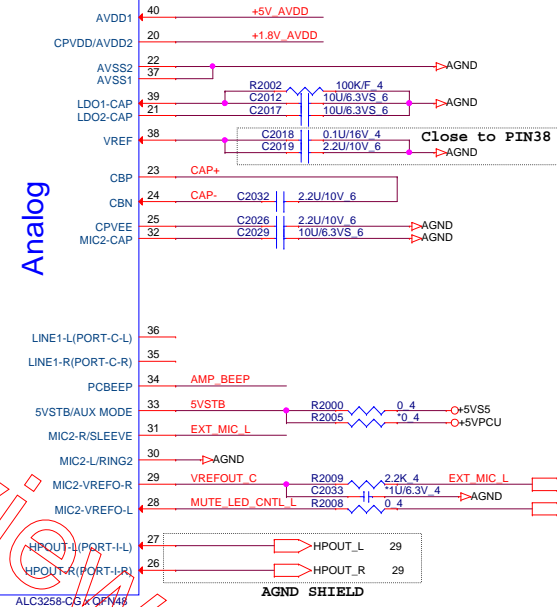 AVDD1 40 +5V_AVDD
CPVDD/AVDD2 20 +1.8V_AVDD
AVSS2 22 AGND
AVSS1 37
R2002 100K/F_4
LDO1-CAP 39 C2012 10U/6.3VS_6 AGND
LDO2-CAP 21 C2017 10U/6.3VS_6
VREF 38 C2018 0.1U/16V_4 Close to PIN38
C2019 2.2U/10V_6 AGND
CBP 23 CAP+
CBN 24 CAP- C2032 2.2U/10V_6
CPVEE 25 C2026 2.2U/10V_6 AGND
MIC2-CAP 32 C2029 10U/6.3VS_6 AGND
Analog
LINE1-L(PORT-C-L) 36
LINE1-R(PORT-C-R) 35
PCBEEP 34 AMP_BEEP
5VSTB/AUX MODE 33 5VSTB R2000 0_4 +5VS5
R2005 *0_4 +5VPCU
MIC2-R/SLEEVE 31 EXT_MIC_L
MIC2-L/RING2 30 AGND
MIC2-VREFO-R 29 VREFOUT_C R2009 2.2K_4 EXT_MIC_L
C2033 *1U/6.3V_4 AGND
MIC2-VREFO-L 28 MUTE_LED_CNTL_L R2008 0_4
HPOUT-L(PORT-I-L) 27 HPOUT_L 29
HPOUT-R(PORT-I-R) 26 HPOUT_R 29
AGND SHIELD
ALC3258-CG QFN48